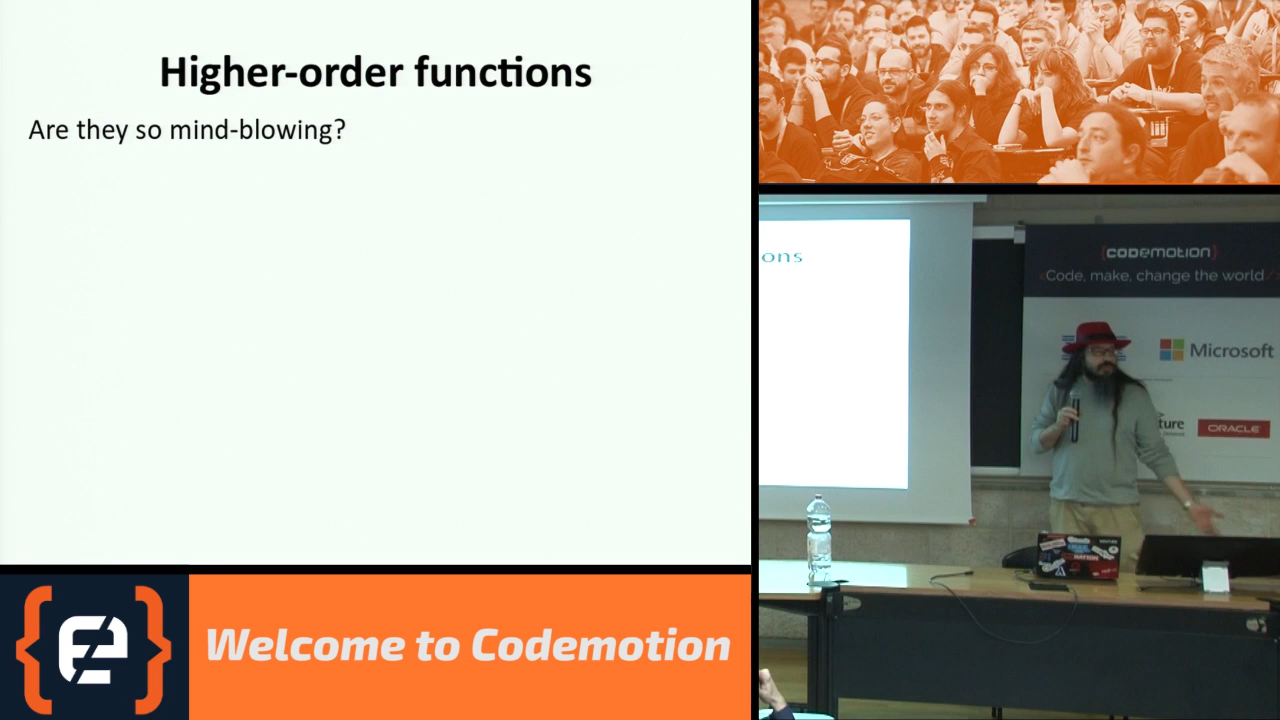 Higher-order functions
Are they so mind-blowing?
Welcome to Codemotion
ons
{codemotion}
<Code, make, change the world/>
Microsoft
ture
ORACLE